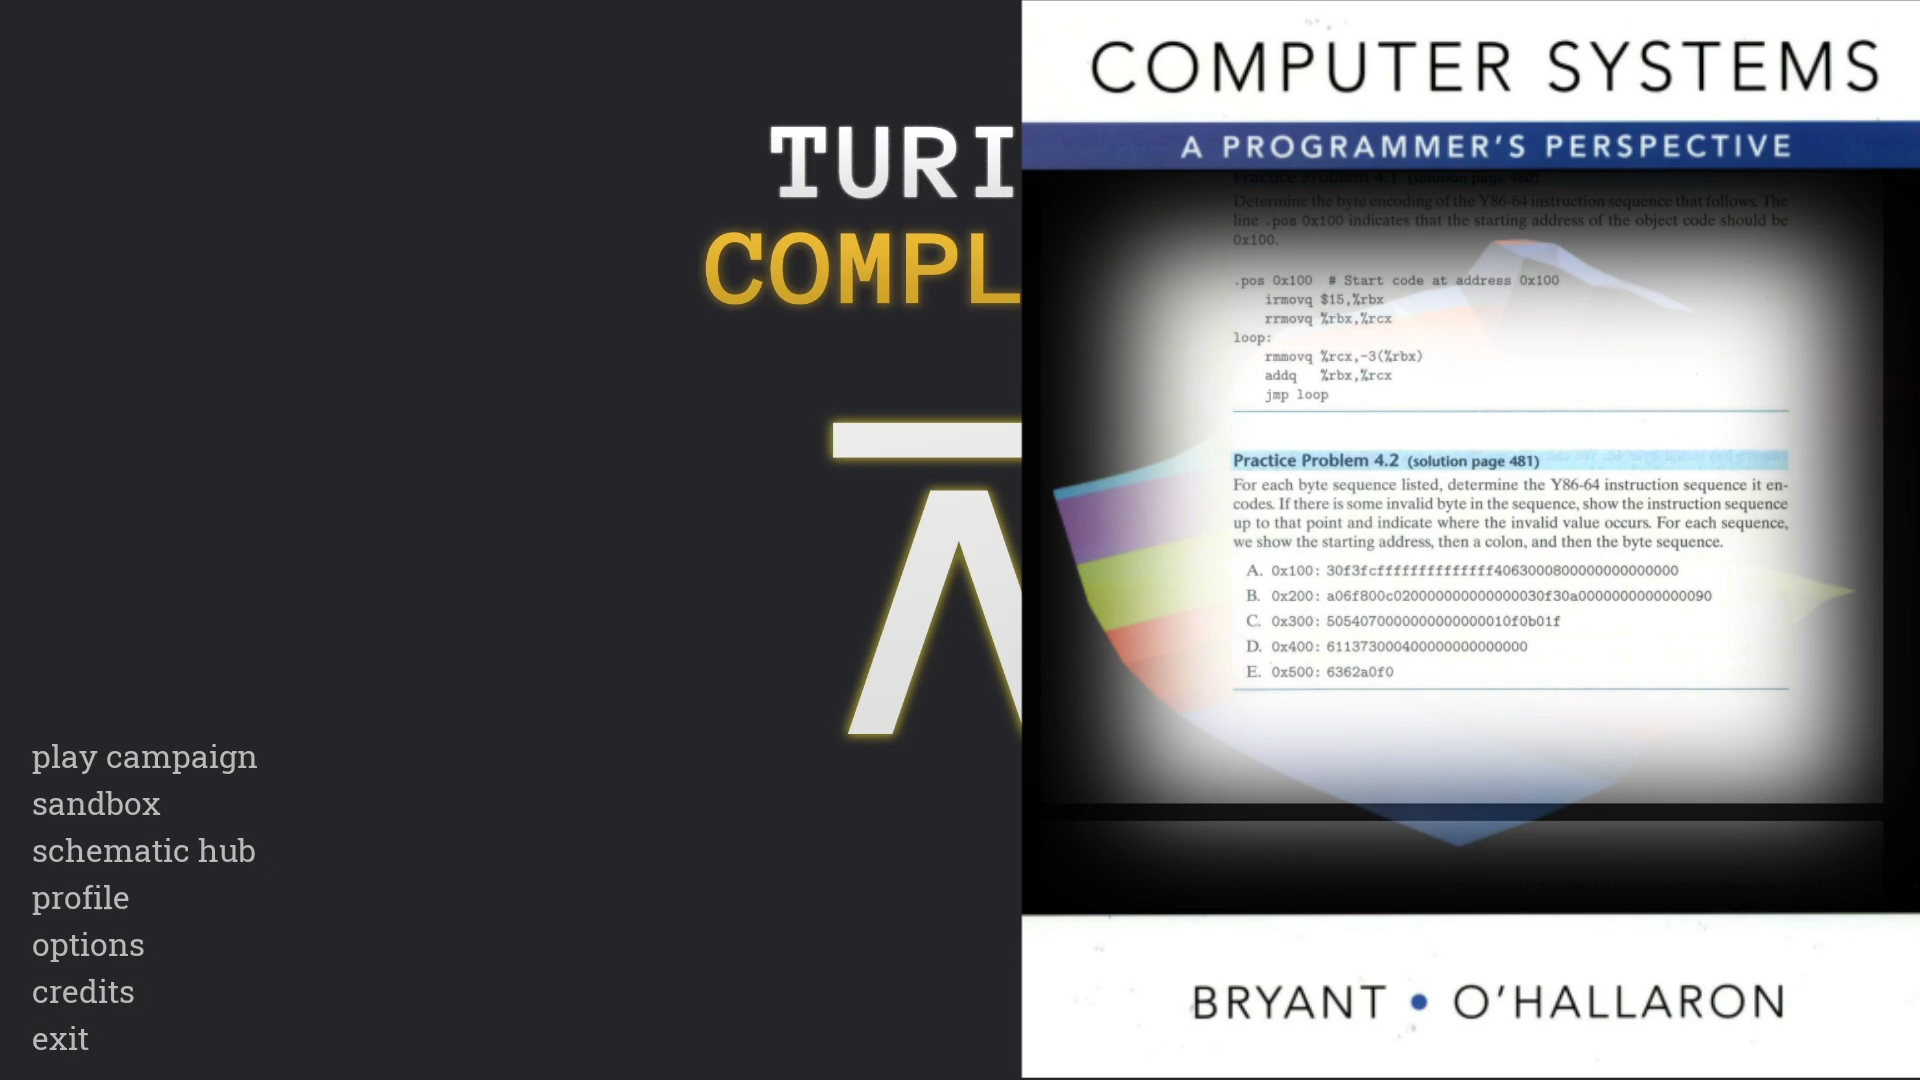 TURI
COMPL
play campaign
sandbox
schematic hub
profile
options
credits
exit
COMPUTER SYSTEMS
A PROGRAMMER'S PERSPECTIVE
Practice Problem 4.1 (solution page 480)
Determine the byte encoding of the Y86-64 instruction sequence that follows. The
line .pos 0x100 indicates that the starting address of the object code should be
0x100.
.pos 0x100 # Start code at address 0x100
irmovq $15,%rbx
rrmovq %rbx,%rcx
loop:
rmmovq %rcx,-3(%rbx)
addq %rbx,%rcx
jmp loop
Practice Problem 4.2 (solution page 481)
For each byte sequence listed, determine the Y86-64 instruction sequence it en-
codes. If there is some invalid byte in the sequence, show the instruction sequence
up to that point and indicate where the invalid value occurs. For each sequence,
we show the starting address, then a colon, and then the byte sequence.
A. 0x100: 30f3fcffffffffffffff40630008000000000000
B. 0x200: a06f800c020000000000000030f30a0000000000000090
C. 0x300: 5054070000000000000010f0b01f
D. 0x400: 611373000400000000000000
E. 0x500: 6362a0f0
BRYANT • O'HALLARON